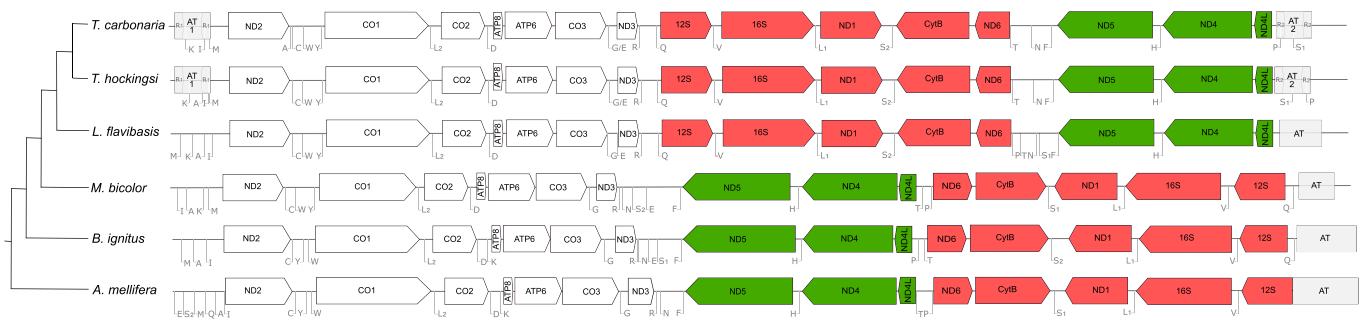 T. carbonaria R₁ AT 1 R₁ ND2 CO1 CO2 ATP8 ATP6 CO3 ND3 12S 16S ND1 CytB ND6 ND5 ND4 ND4L R₂ AT 2 R₂
K I M A C W Y L₂ D G/E R Q V L₁ S₂ T N F H P S₁
T. hockingsi R₁ AT 1 R₁ ND2 CO1 CO2 ATP8 ATP6 CO3 ND3 12S 16S ND1 CytB ND6 ND5 ND4 ND4L R₂ AT 2 R₂
K A I M C W Y L₂ D G/E R Q V L₁ S₂ T N F H S₁ P
L. flavibasis ND2 CO1 CO2 ATP8 ATP6 CO3 ND3 12S 16S ND1 CytB ND6 ND5 ND4 ND4L AT
M K A I C W Y L₂ D G E R Q V L₁ S₂ P T N S₁ F H
M. bicolor ND2 CO1 CO2 ATP8 ATP6 CO3 ND3 ND5 ND4 ND4L ND6 CytB ND1 16S 12S AT
I A K M C W Y L₂ D G R N S₂ E F H T P S₁ L₁ V Q
B. ignitus ND2 CO1 CO2 ATP8 ATP6 CO3 ND3 ND5 ND4 ND4L ND6 CytB ND1 16S 12S AT
M A I C Y W L₂ D K G R N E S₁ F H P T S₂ L₁ V Q
A. mellifera ND2 CO1 CO2 ATP8 ATP6 CO3 ND3 ND5 ND4 ND4L ND6 CytB ND1 16S 12S AT
E S₂ M Q A I C Y W L₂ D K G R N F H T P S₁ L₁ V